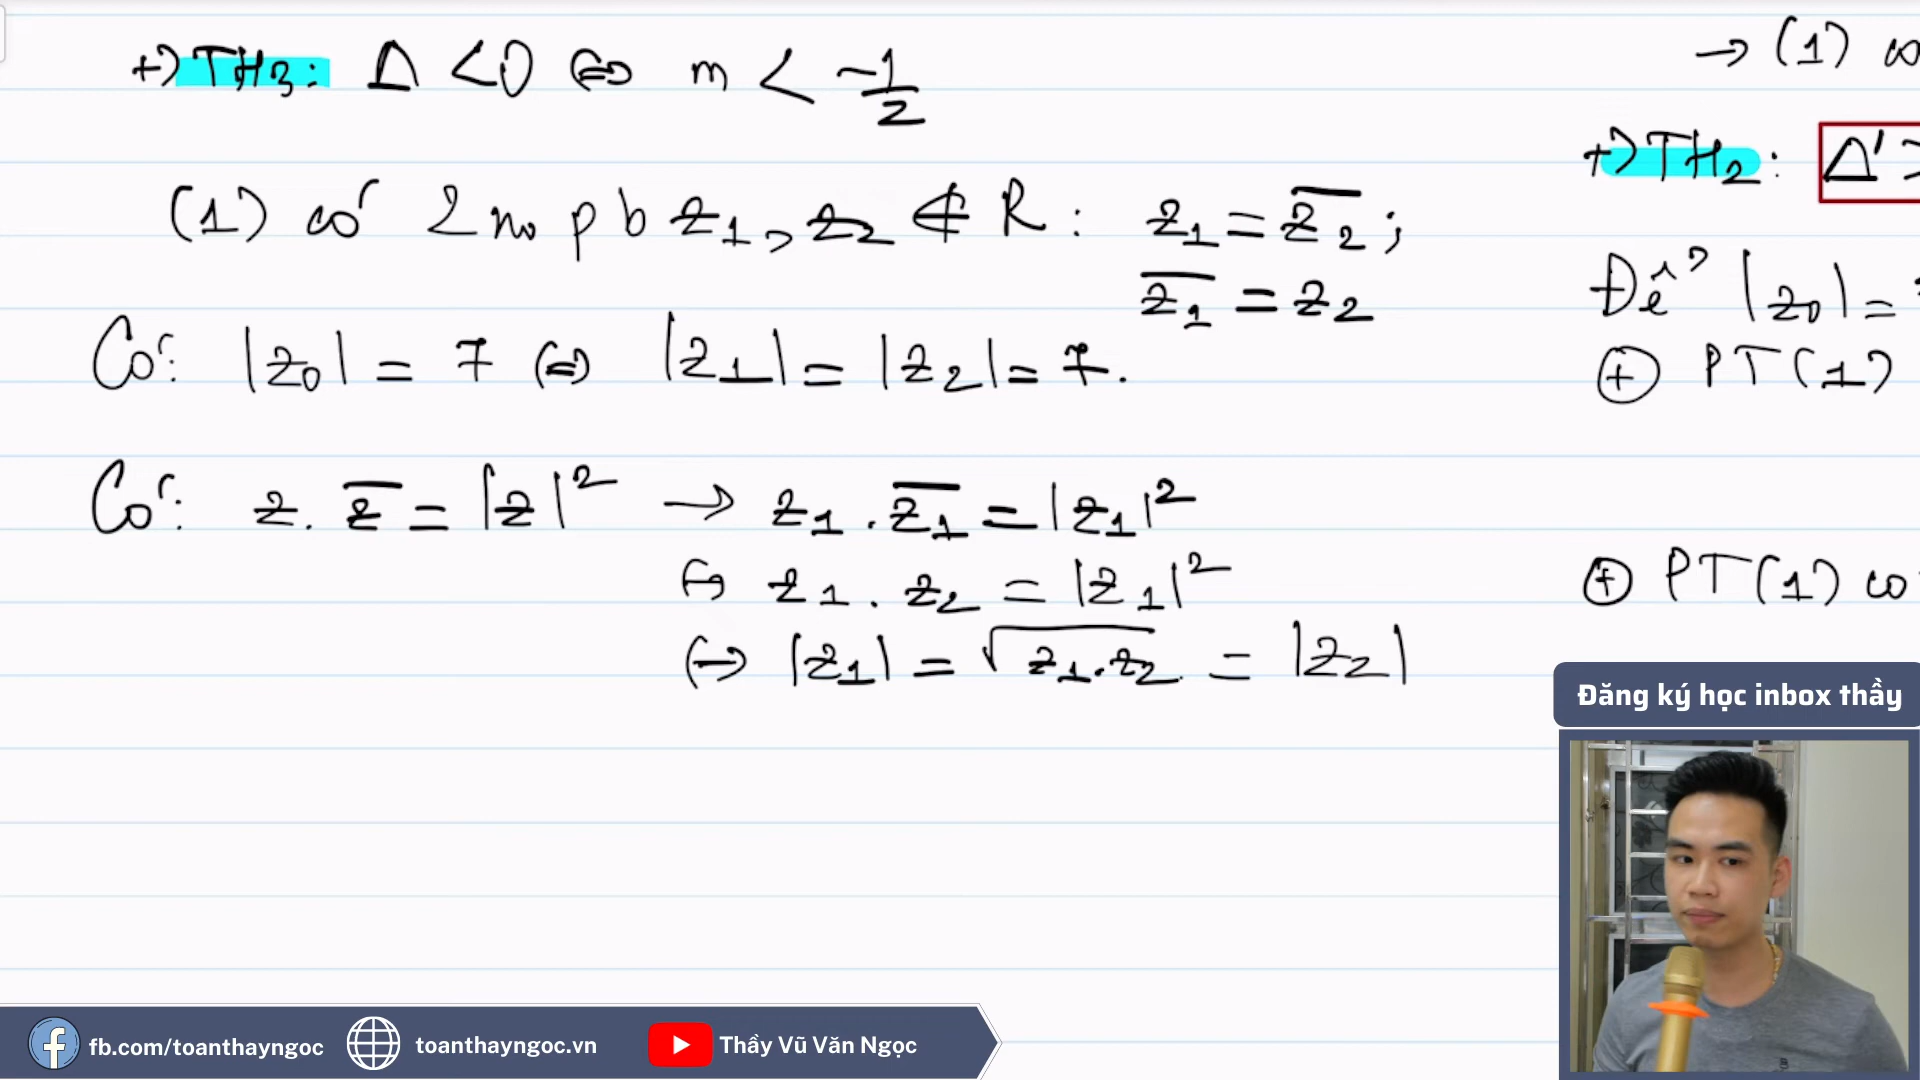 +) TH3: Δ < 0 ⇔ m < -1/2
(1) có 2 no pb z₁, z₂ ∉ R: z₁ = z̅₂;
z̅₁ = z₂
Có: |z₀| = 7 ⇔ |z₁| = |z₂| = 7.
Có: z. z̅ = |z|² → z₁ . z̅₁ = |z₁|²
⇔ z₁ . z₂ = |z₁|²
⇔ |z₁| = √(z₁.z₂) = |z₂|
→ (1) có
+) TH2: Δ' >
Để |z₀| =
⊕ PT(1)
⊕ PT(1) có
Đăng ký học inbox thầy
fb.com/toanthayngoc
toanthayngoc.vn
Thầy Vũ Văn Ngọc